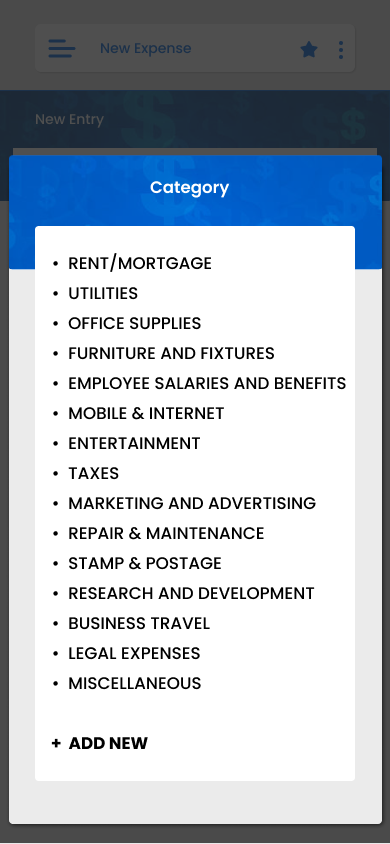 New Expense
New Entry
Category
• RENT/MORTGAGE
• UTILITIES
• OFFICE SUPPLIES
• FURNITURE AND FIXTURES
• EMPLOYEE SALARIES AND BENEFITS
• MOBILE & INTERNET
• ENTERTAINMENT
• TAXES
• MARKETING AND ADVERTISING
• REPAIR & MAINTENANCE
• STAMP & POSTAGE
• RESEARCH AND DEVELOPMENT
• BUSINESS TRAVEL
• LEGAL EXPENSES
• MISCELLANEOUS
+ ADD NEW